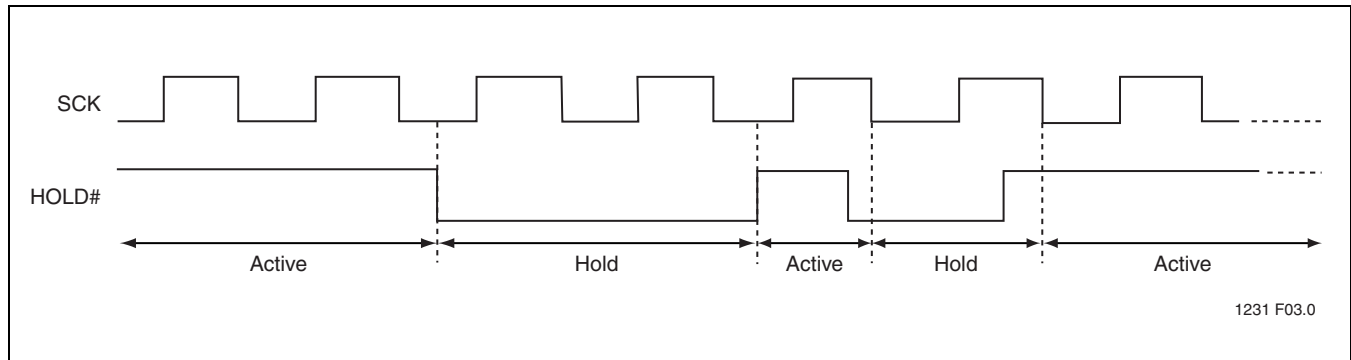 SCK
HOLD#
Active Hold Active Hold Active
1231 F03.0